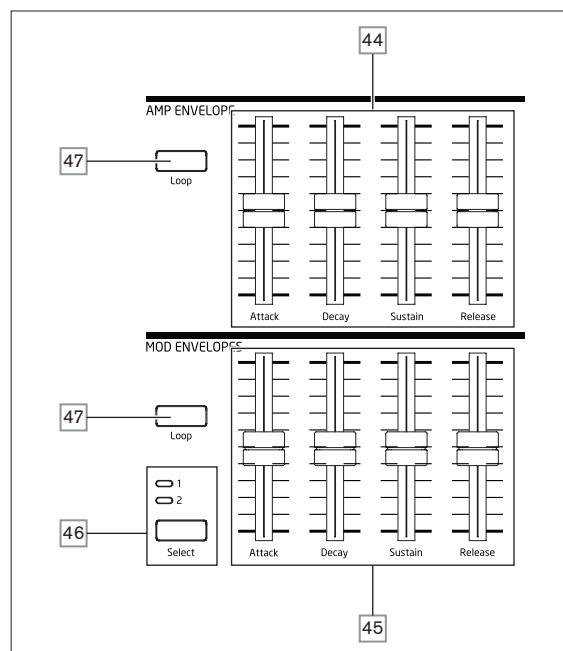 44
AMP ENVELOPE
47
Loop
Attack Decay Sustain Release
MOD ENVELOPES
47
Loop
1
2
46
Select
Attack Decay Sustain Release
45